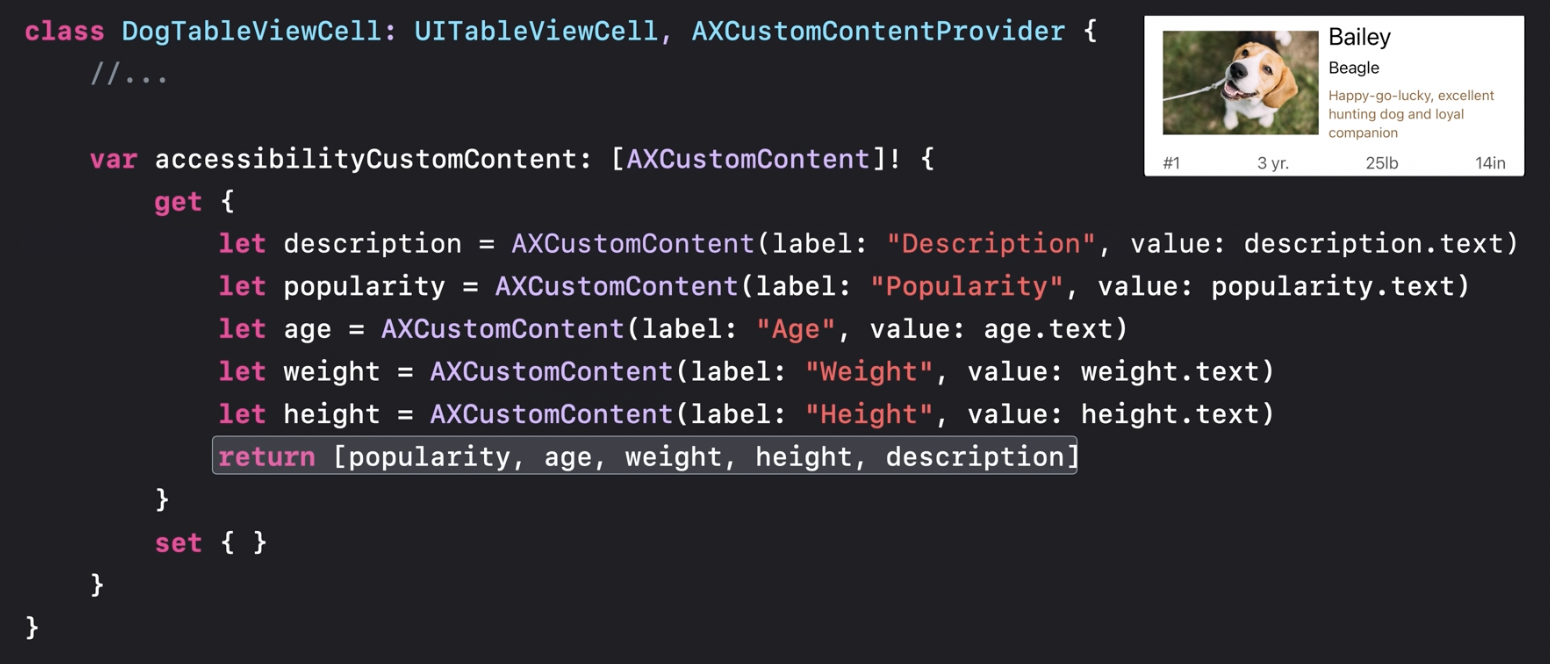 class DogTableViewCell: UITableViewCell, AXCustomContentProvider {
    //...
    var accessibilityCustomContent: [AXCustomContent]! {
        get {
            let description = AXCustomContent(label: "Description", value: description.text)
            let popularity = AXCustomContent(label: "Popularity", value: popularity.text)
            let age = AXCustomContent(label: "Age", value: age.text)
            let weight = AXCustomContent(label: "Weight", value: weight.text)
            let height = AXCustomContent(label: "Height", value: height.text)
            return [popularity, age, weight, height, description]
        }
        set { }
    }
}
Bailey
Beagle
Happy-go-lucky, excellent
hunting dog and loyal
companion
#1 3 yr. 25lb 14in